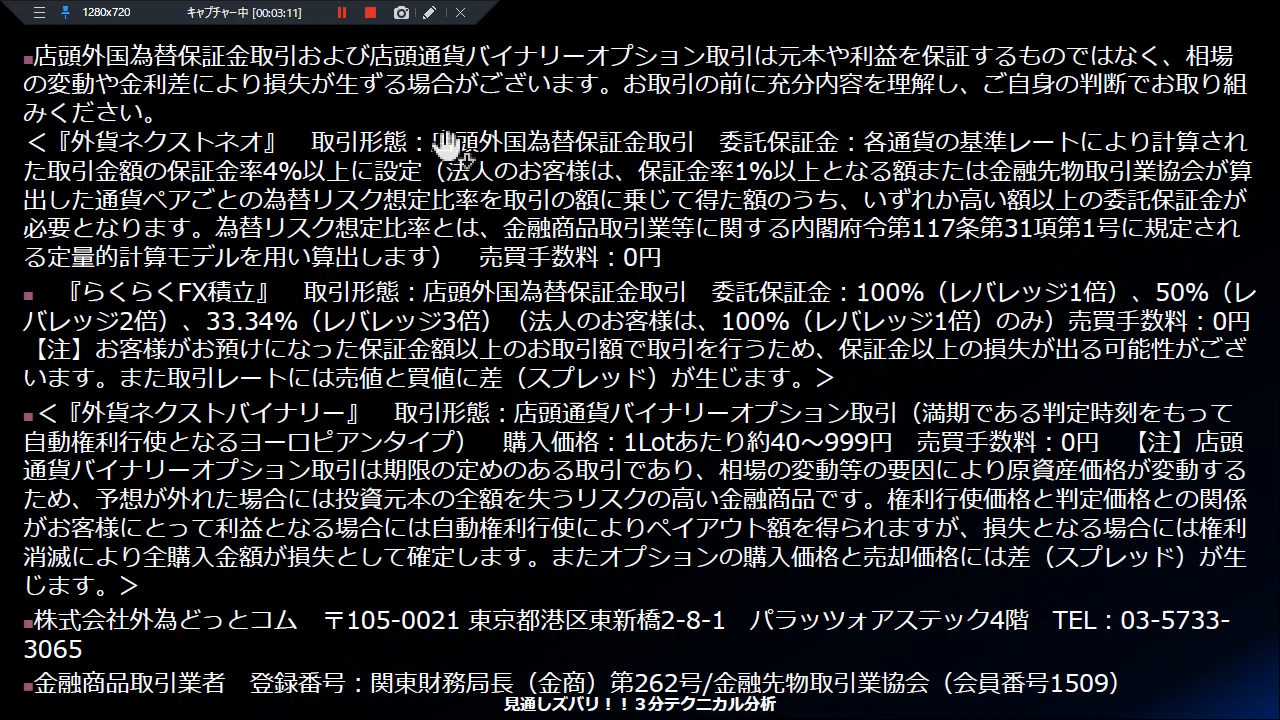 1280x720 キャプチャー中 [00:03:11]
■店頭外国為替保証金取引および店頭通貨バイナリーオプション取引は元本や利益を保証するものではなく、相場
の変動や金利差により損失が生ずる場合がございます。お取引の前に充分内容を理解し、ご自身の判断でお取り組
みください。
＜『外貨ネクストネオ』　取引形態：店頭外国為替保証金取引　委託保証金：各通貨の基準レートにより計算され
た取引金額の保証金率4%以上に設定（法人のお客様は、保証金率1%以上となる額または金融先物取引業協会が算
出した通貨ペアごとの為替リスク想定比率を取引の額に乗じて得た額のうち、いずれか高い額以上の委託保証金が
必要となります。為替リスク想定比率とは、金融商品取引業等に関する内閣府令第117条第31項第1号に規定され
る定量的計算モデルを用い算出します）　売買手数料：0円
■　『らくらくFX積立』　取引形態：店頭外国為替保証金取引　委託保証金：100%（レバレッジ1倍）、50%（レ
バレッジ2倍）、33.34%（レバレッジ3倍）（法人のお客様は、100%（レバレッジ1倍）のみ）売買手数料：0円
【注】お客様がお預けになった保証金額以上のお取引額で取引を行うため、保証金以上の損失が出る可能性がござ
います。また取引レートには売値と買値に差（スプレッド）が生じます。＞
■＜『外貨ネクストバイナリー』　取引形態：店頭通貨バイナリーオプション取引（満期である判定時刻をもって
自動権利行使となるヨーロピアンタイプ）　購入価格：1Lotあたり約40～999円　売買手数料：0円　【注】店頭
通貨バイナリーオプション取引は期限の定めのある取引であり、相場の変動等の要因により原資産価格が変動する
ため、予想が外れた場合には投資元本の全額を失うリスクの高い金融商品です。権利行使価格と判定価格との関係
がお客様にとって利益となる場合には自動権利行使によりペイアウト額を得られますが、損失となる場合には権利
消滅により全購入金額が損失として確定します。またオプションの購入価格と売却価格には差（スプレッド）が生
じます。＞
■株式会社外為どっとコム　〒105-0021 東京都港区東新橋2-8-1　パラッツォアステック4階　TEL：03-5733-
3065
■金融商品取引業者　登録番号：関東財務局長（金商）第262号/金融先物取引業協会（会員番号1509）
見通しズバリ！！３分テクニカル分析